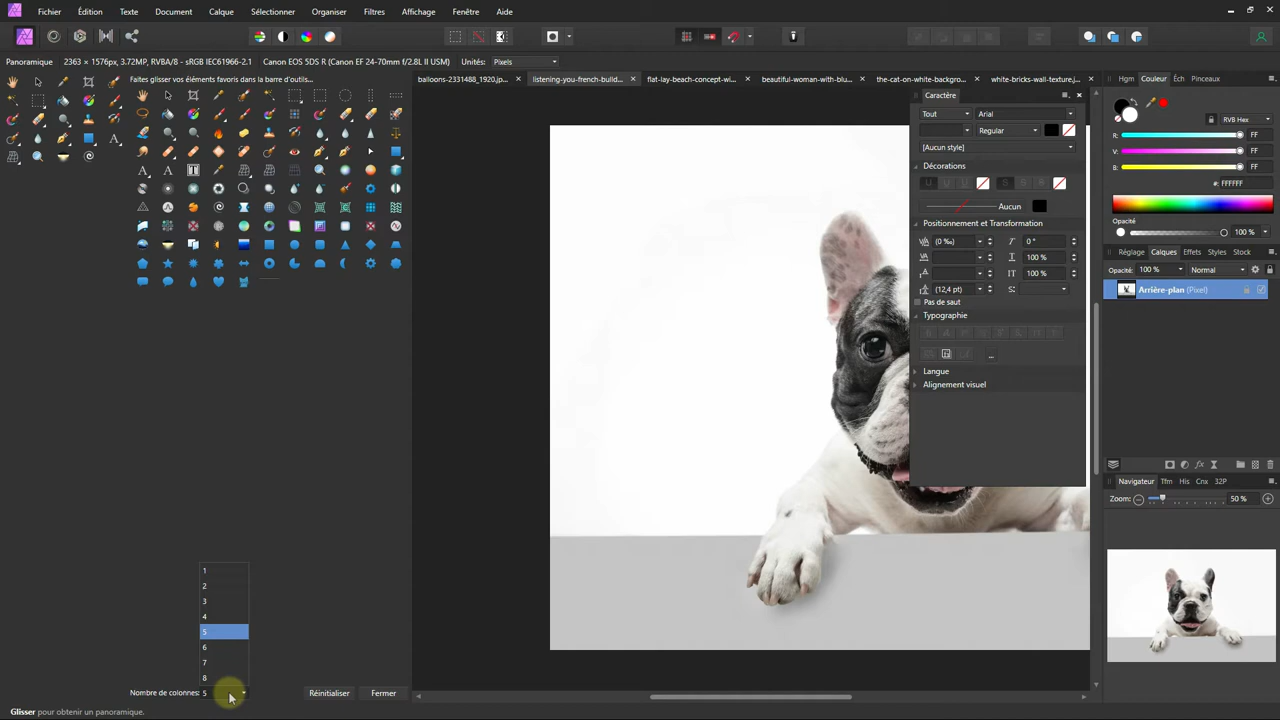 Fichier Édition Texte Document Calque Sélectionner Organiser Filtres Affichage Fenêtre Aide
Panoramique 2363 × 1576px, 3.72MP, RVBA/8 - sRGB IEC61966-2.1 Canon EOS 5DS R (Canon EF 24-70mm f/2.8L II USM) Unités: Pixels
Faites glisser vos éléments favoris dans la barre d'outils...
balloons-2331488_1920.jp...
listening-you-french-build...
flat-lay-beach-concept-wi...
beautiful-woman-with-blu...
the-cat-on-white-backgro...
white-bricks-wall-texture.j...
Hgm Couleur Éch Pinceaux
Caractère
Tout Arial
Regular
[Aucun style]
Décorations
Aucun
Positionnement et Transformation
(0 ‰) 0 °
100 %
100 %
(12,4 pt)
Pas de saut
Typographie
...
Langue
Alignement visuel
RVB Hex
R: FF
V: FF
B: FF
#: FFFFFF
Opacité
100 %
Réglage Calques Effets Styles Stock
Opacité: 100 % Normal
Arrière-plan (Pixel)
Navigateur Tfm His Cnx 32P
Zoom: 50 %
1
2
3
4
5
6
7
8
Nombre de colonnes: 5 Réinitialiser Fermer
Glisser pour obtenir un panoramique.